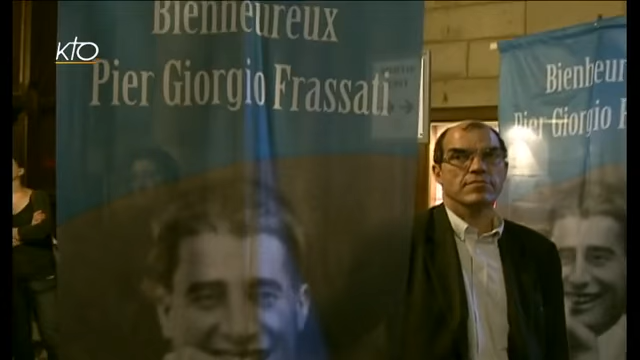 Bienheureux
Pier Giorgio Frassati
KTO
Bienheur
Pier Giorgio F